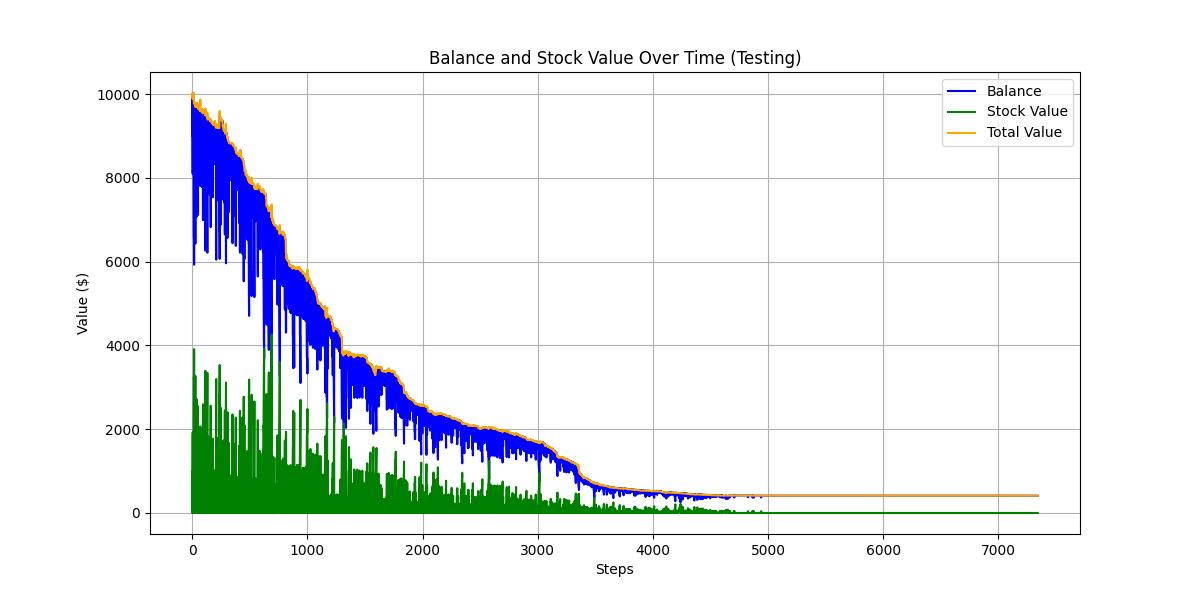 Balance and Stock Value Over Time (Testing)
Balance
Stock Value
Total Value
Value ($)
10000
8000
6000
4000
2000
0
0 1000 2000 3000 4000 5000 6000 7000
Steps